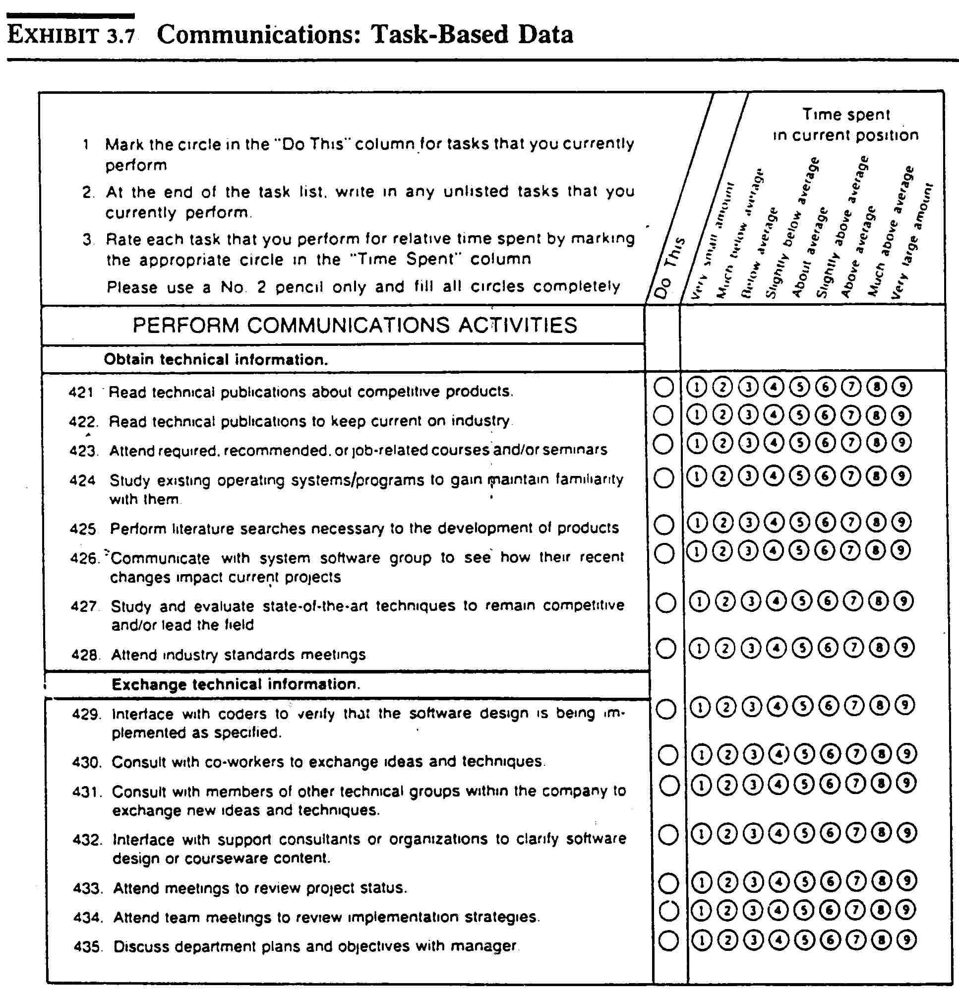 EXHIBIT 3.7 Communications: Task-Based Data
1 Mark the circle in the "Do This" column for tasks that you currently
perform
2. At the end of the task list, write in any unlisted tasks that you
currently perform.
3. Rate each task that you perform for relative time spent by marking
the appropriate circle in the "Time Spent" column
Please use a No. 2 pencil only and fill all circles completely
Do This
Time spent
in current position
Very small amount
Much below average
Below average
Slightly below average
About average
Slightly above average
Above average
Much above average
Very large amount
PERFORM COMMUNICATIONS ACTIVITIES
Obtain technical information.
421 Read technical publications about competitive products. 1 2 3 4 5 6 7 8 9
422. Read technical publications to keep current on industry. 1 2 3 4 5 6 7 8 9
423. Attend required, recommended, or job-related courses and/or seminars 1 2 3 4 5 6 7 8 9
424 Study existing operating systems/programs to gain maintain familiarity 1 2 3 4 5 6 7 8 9
with them.
425 Perform literature searches necessary to the development of products 1 2 3 4 5 6 7 8 9
426. Communicate with system software group to see how their recent 1 2 3 4 5 6 7 8 9
changes impact current projects
427. Study and evaluate state-of-the-art techniques to remain competitive 1 2 3 4 5 6 7 8 9
and/or lead the field
428. Attend industry standards meetings 1 2 3 4 5 6 7 8 9
Exchange technical information.
429. Interface with coders to verify that the software design is being im- 1 2 3 4 5 6 7 8 9
plemented as specified.
430. Consult with co-workers to exchange ideas and techniques. 1 2 3 4 5 6 7 8 9
431. Consult with members of other technical groups within the company to 1 2 3 4 5 6 7 8 9
exchange new ideas and techniques.
432. Interface with support consultants or organizations to clarify software 1 2 3 4 5 6 7 8 9
design or courseware content.
433. Attend meetings to review project status. 1 2 3 4 5 6 7 8 9
434. Attend team meetings to review implementation strategies. 1 2 3 4 5 6 7 8 9
435. Discuss department plans and objectives with manager. 1 2 3 4 5 6 7 8 9